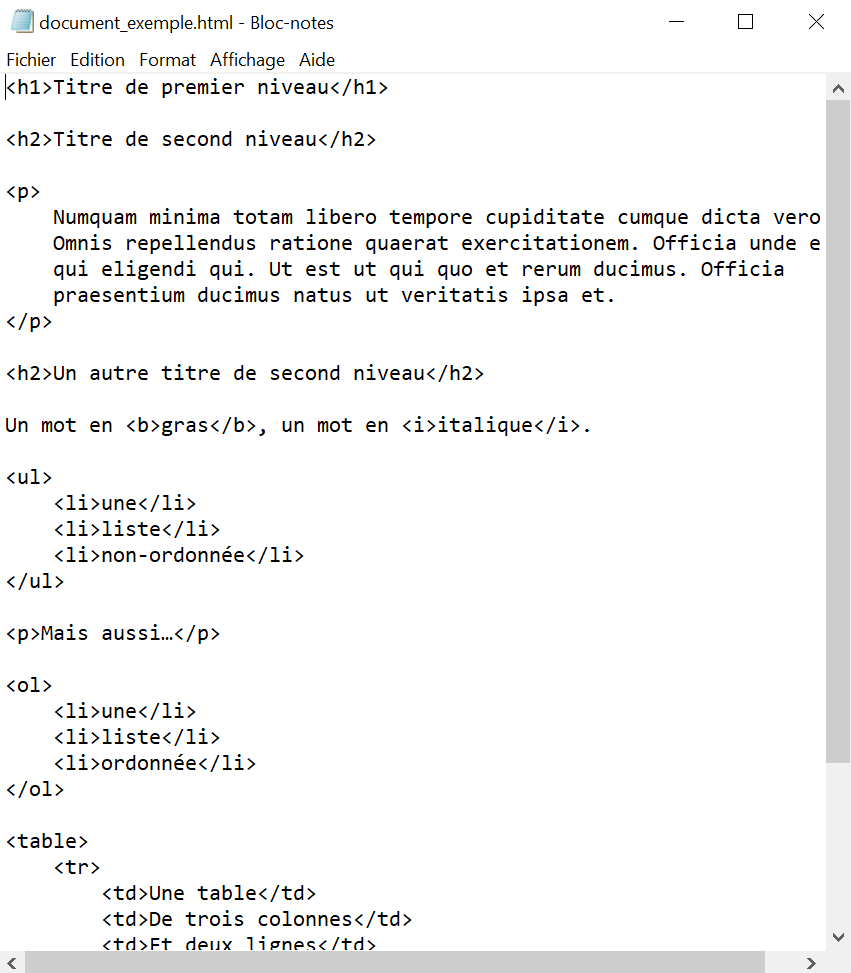 document_exemple.html - Bloc-notes
Fichier Edition Format Affichage Aide
<h1>Titre de premier niveau</h1>
<h2>Titre de second niveau</h2>
<p>
    Numquam minima totam libero tempore cupiditate cumque dicta vero
    Omnis repellendus ratione quaerat exercitationem. Officia unde e
    qui eligendi qui. Ut est ut qui quo et rerum ducimus. Officia
    praesentium ducimus natus ut veritatis ipsa et.
</p>
<h2>Un autre titre de second niveau</h2>
Un mot en <b>gras</b>, un mot en <i>italique</i>.
<ul>
    <li>une</li>
    <li>liste</li>
    <li>non-ordonnée</li>
</ul>
<p>Mais aussi…</p>
<ol>
    <li>une</li>
    <li>liste</li>
    <li>ordonnée</li>
</ol>
<table>
    <tr>
        <td>Une table</td>
        <td>De trois colonnes</td>
        <td>Et deux lignes</td>